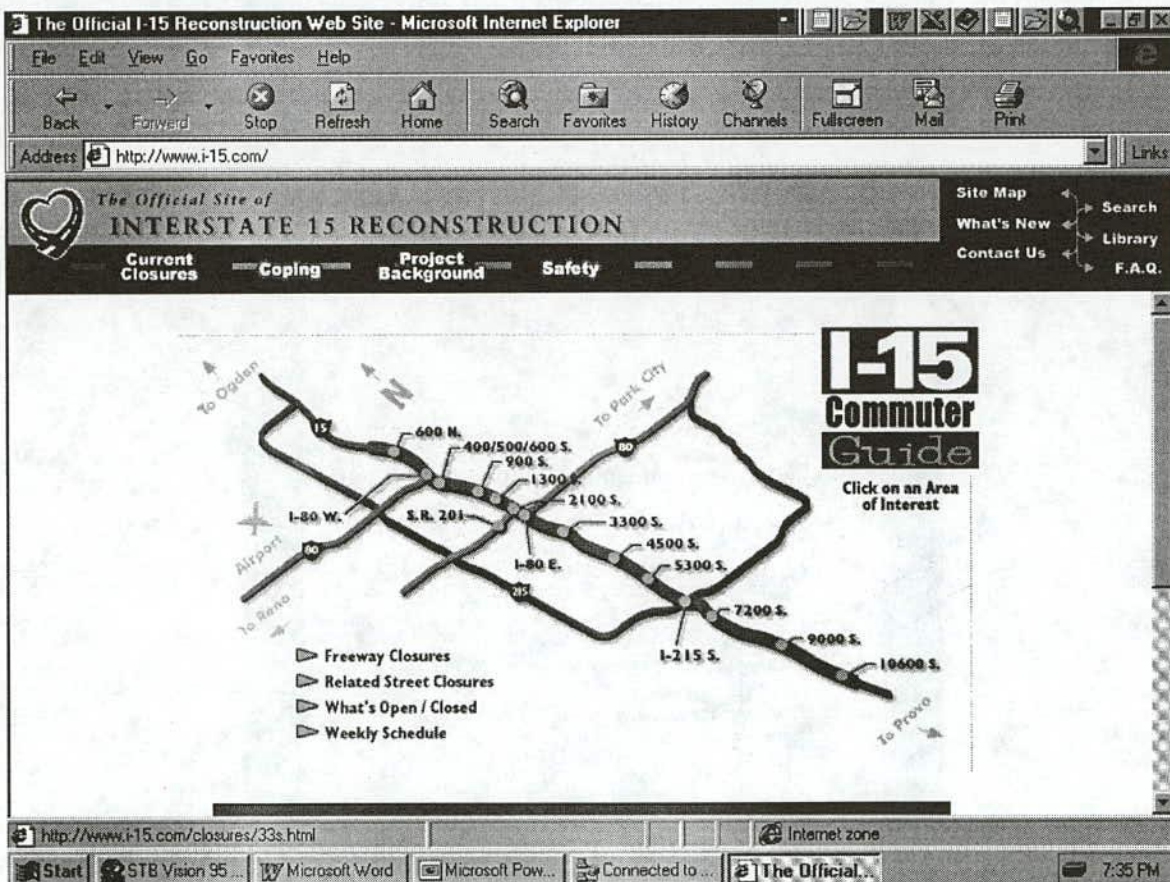 The Official I-15 Reconstruction Web Site - Microsoft Internet Explorer
File Edit View Go Favorites Help
Back Forward Stop Refresh Home Search Favorites History Channels Fullscreen Mail Print
Address http://www.i-15.com/ Links
The Official Site of
INTERSTATE 15 RECONSTRUCTION
Site Map
What's New
Contact Us
Search
Library
F.A.Q.
Current Closures
Coping
Project Background
Safety
I-15
Commuter
Guide
Click on an Area
of Interest
To Ogden
N
To Park City
15
600 N.
400/500/600 S.
900 S.
1300 S.
80
2100 S.
I-80 W.
S.R. 201
3300 S.
Airport
80
I-80 E.
4500 S.
5300 S.
215
To Reno
7200 S.
I-215 S.
9000 S.
10600 S.
To Provo
Freeway Closures
Related Street Closures
What's Open / Closed
Weekly Schedule
http://www.i-15.com/closures/33s.html Internet zone
Start STB Vision 95 ... Microsoft Word Microsoft Pow... Connected to ... The Official... 7:35 PM